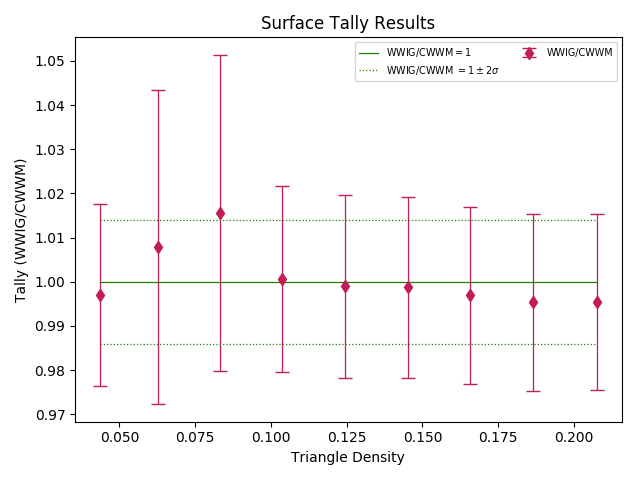 Surface Tally Results
WWIG/CWWM = 1
WWIG/CWWM = 1 ± 2σ
WWIG/CWWM
Tally (WWIG/CWWM)
1.05
1.04
1.03
1.02
1.01
1.00
0.99
0.98
0.97
0.050 0.075 0.100 0.125 0.150 0.175 0.200
Triangle Density